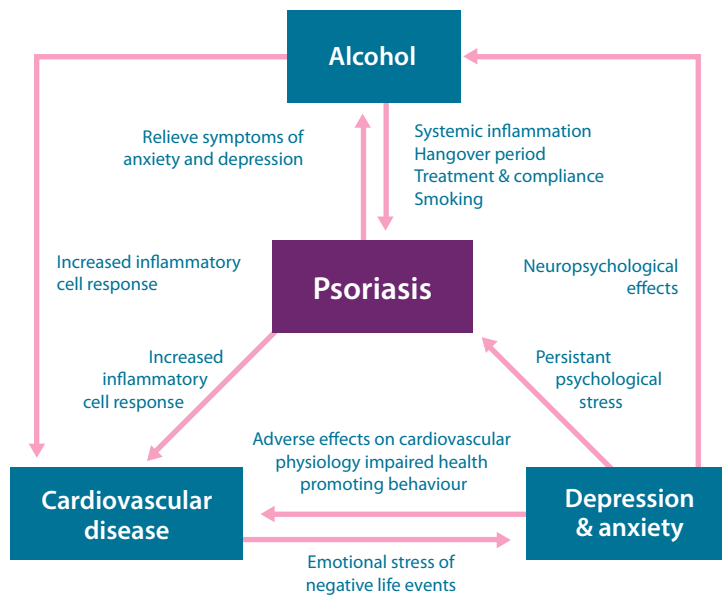 Alcohol
Relieve symptoms of
anxiety and depression
Systemic inflammation
Hangover period
Treatment & compliance
Smoking
Increased inflammatory
cell response
Psoriasis
Neuropsychological
effects
Increased
inflammatory
cell response
Persistant
psychological
stress
Adverse effects on cardiovascular
physiology impaired health
promoting behaviour
Cardiovascular
disease
Depression
& anxiety
Emotional stress of
negative life events